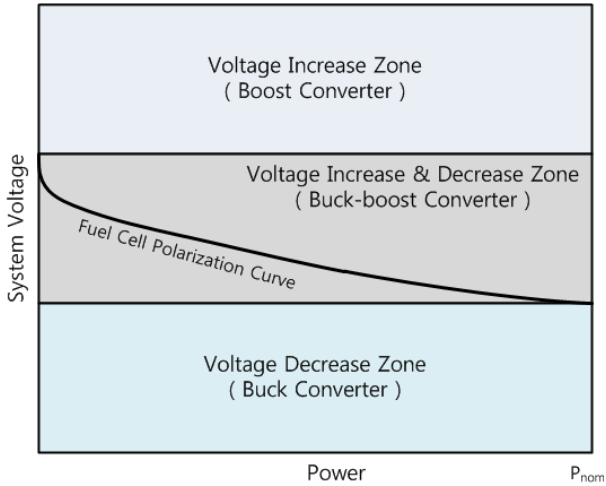 Voltage Increase Zone
( Boost Converter )
Voltage Increase & Decrease Zone
( Buck-boost Converter )
Fuel Cell Polarization Curve
Voltage Decrease Zone
( Buck Converter )
System Voltage
Power
Pnom